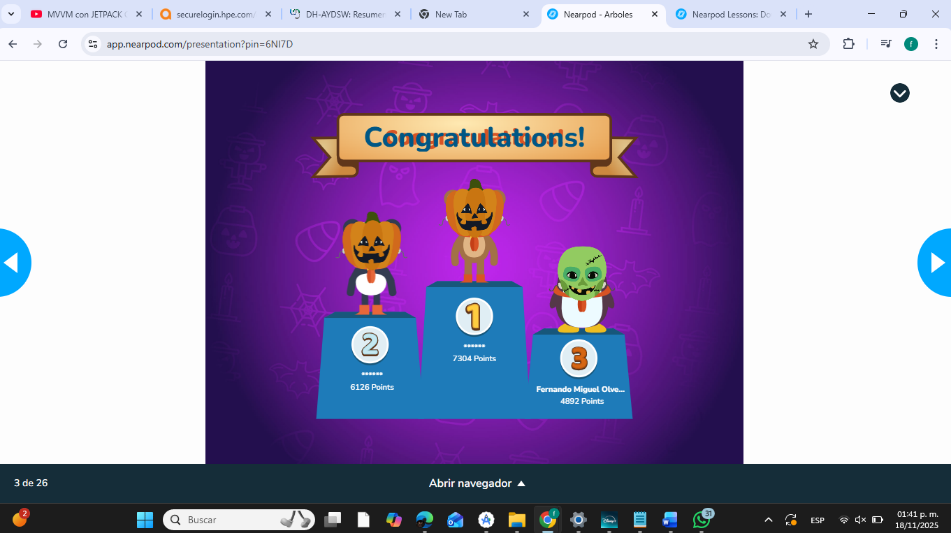 MVVM con JETPACK
securelogin.hpe.com/
DH-AYDSW: Resumen
New Tab
Nearpod - Arboles
Nearpod Lessons: Do
app.nearpod.com/presentation?pin=6NI7D
f
Congratulations!
1
******
7304 Points
2
******
6126 Points
3
Fernando Miguel Olve...
4892 Points
3 de 26
Abrir navegador
2
Buscar
31
ESP
01:41 p. m.
18/11/2025